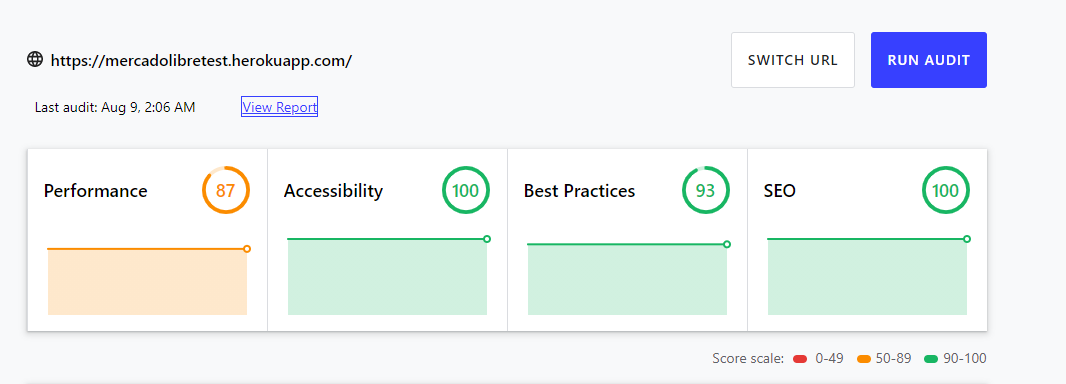 https://mercadolibretest.herokuapp.com/
SWITCH URL
RUN AUDIT
Last audit: Aug 9, 2:06 AM
View Report
Performance
87
Accessibility
100
Best Practices
93
SEO
100
Score scale: 0-49 50-89 90-100